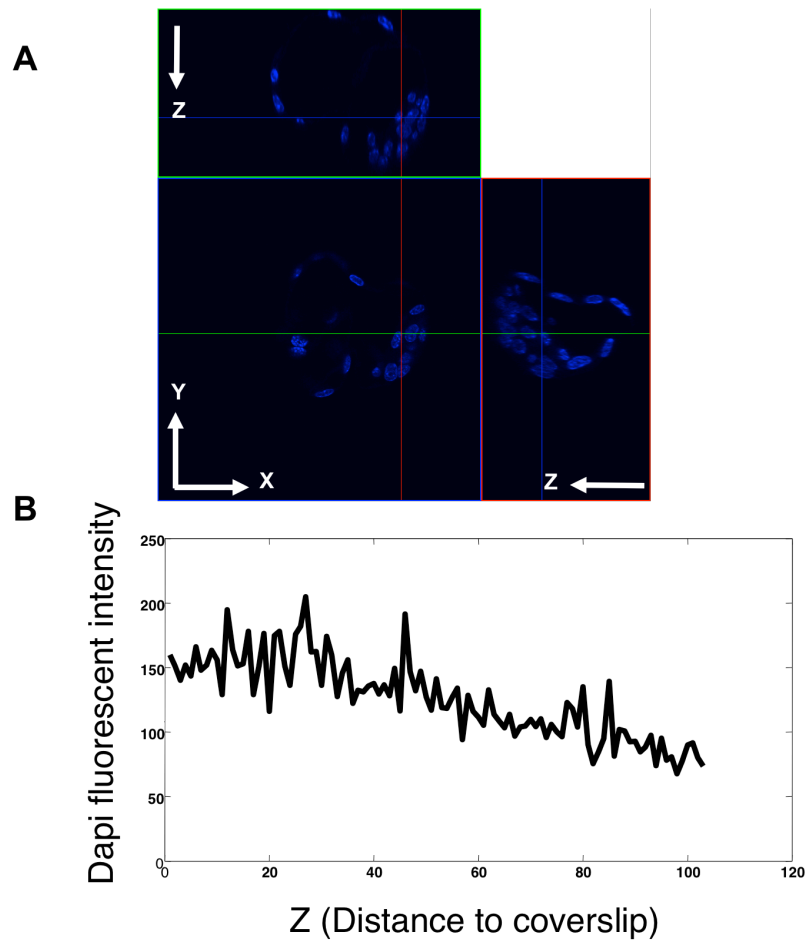 A
Z
Y
X
Z
B
Dapi fluorescent intensity
250
200
150
100
50
0
0 20 40 60 80 100 120
Z (Distance to coverslip)